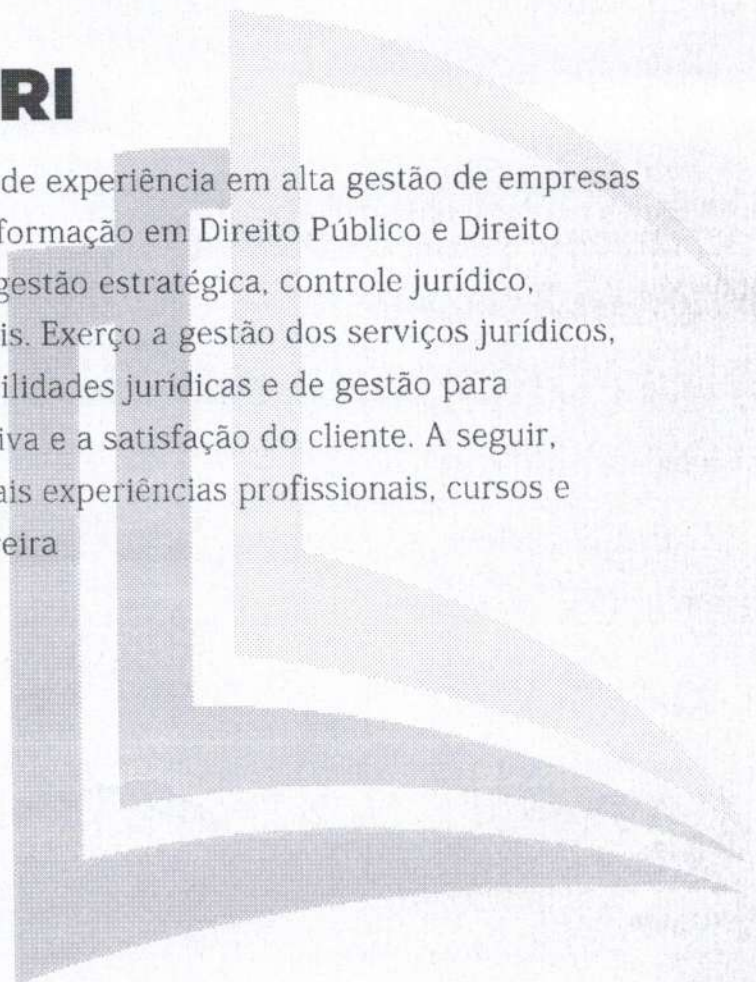 RI
de experiência em alta gestão de empresas
formação em Direito Público e Direito
gestão estratégica, controle jurídico,
is. Exerço a gestão dos serviços jurídicos,
ilidades jurídicas e de gestão para
iva e a satisfação do cliente. A seguir,
ais experiências profissionais, cursos e
eira